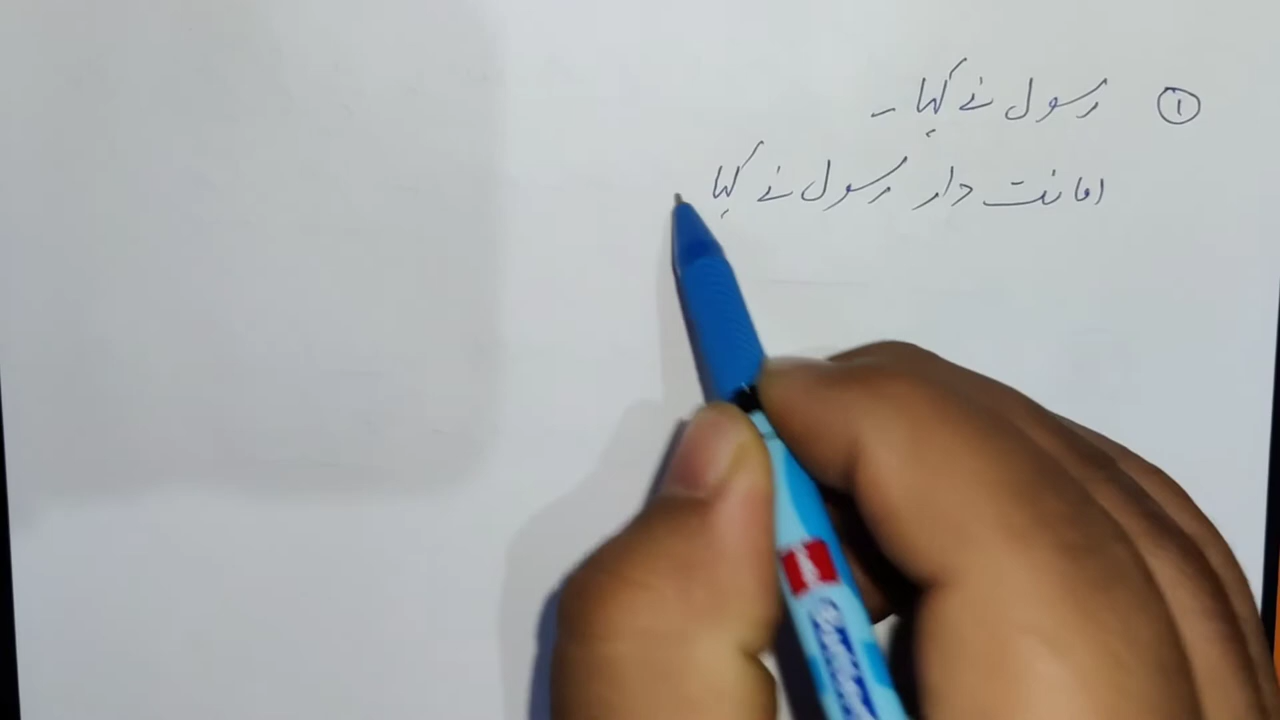 ① رسول نے کہا۔
امانت دار رسول نے کہا